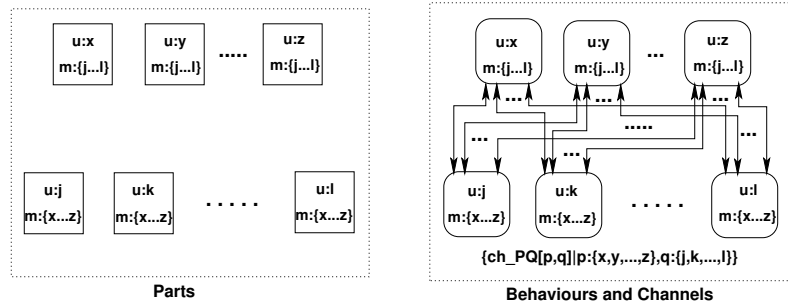 u:x u:y ..... u:z
m:{j...l} m:{j...l} m:{j...l}
u:j u:k u:l
m:{x...z} m:{x...z} ..... m:{x...z}
Parts
u:x u:y ... u:z
m:{j...l} m:{j...l} m:{j...l}
... ... ...
... ..... ...
...
u:j u:k u:l
m:{x...z} m:{x...z} ..... m:{x...z}
{ch_PQ[p,q]|p:{x,y,...,z},q:{j,k,...,l}}
Behaviours and Channels